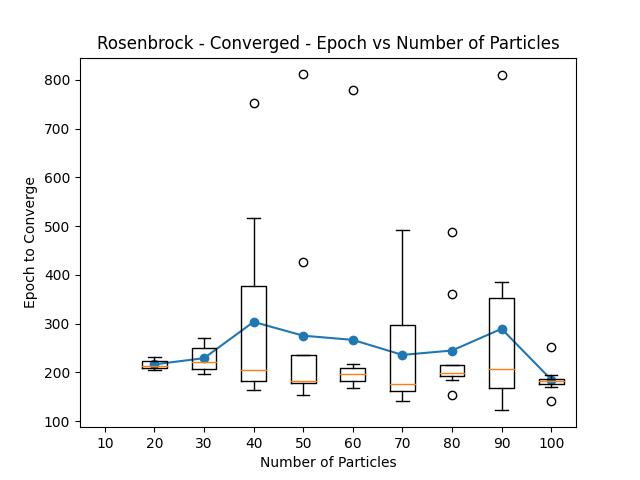 Rosenbrock - Converged - Epoch vs Number of Particles
800
700
600
500
400
300
200
100
Epoch to Converge
10 20 30 40 50 60 70 80 90 100
Number of Particles